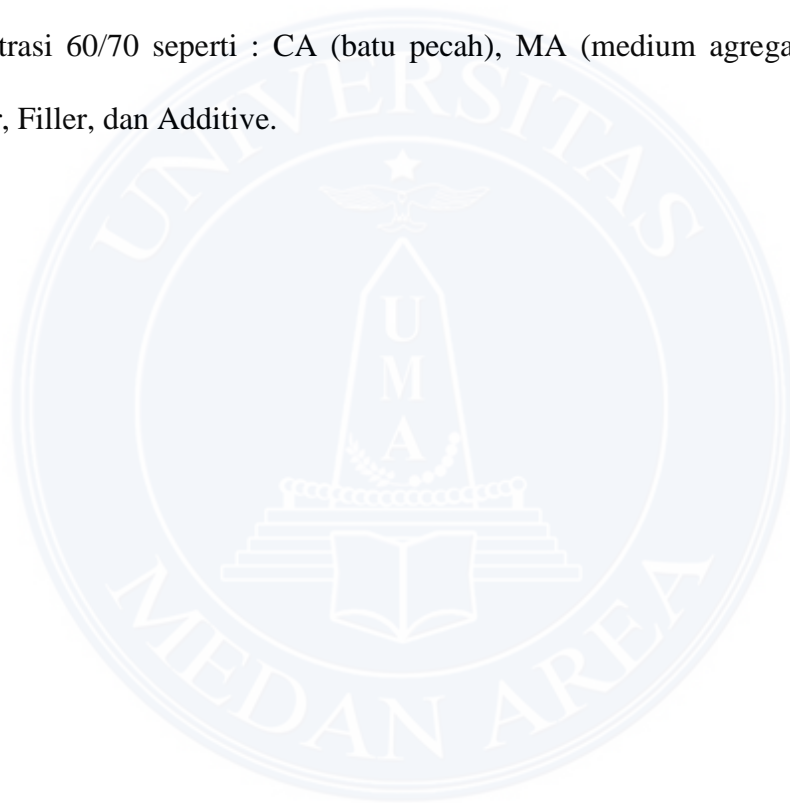 trasi 60/70 seperti : CA (batu pecah), MA (medium agrega
, Filler, dan Additive.
UNIVERSITAS
U
M
A
MEDAN AREA